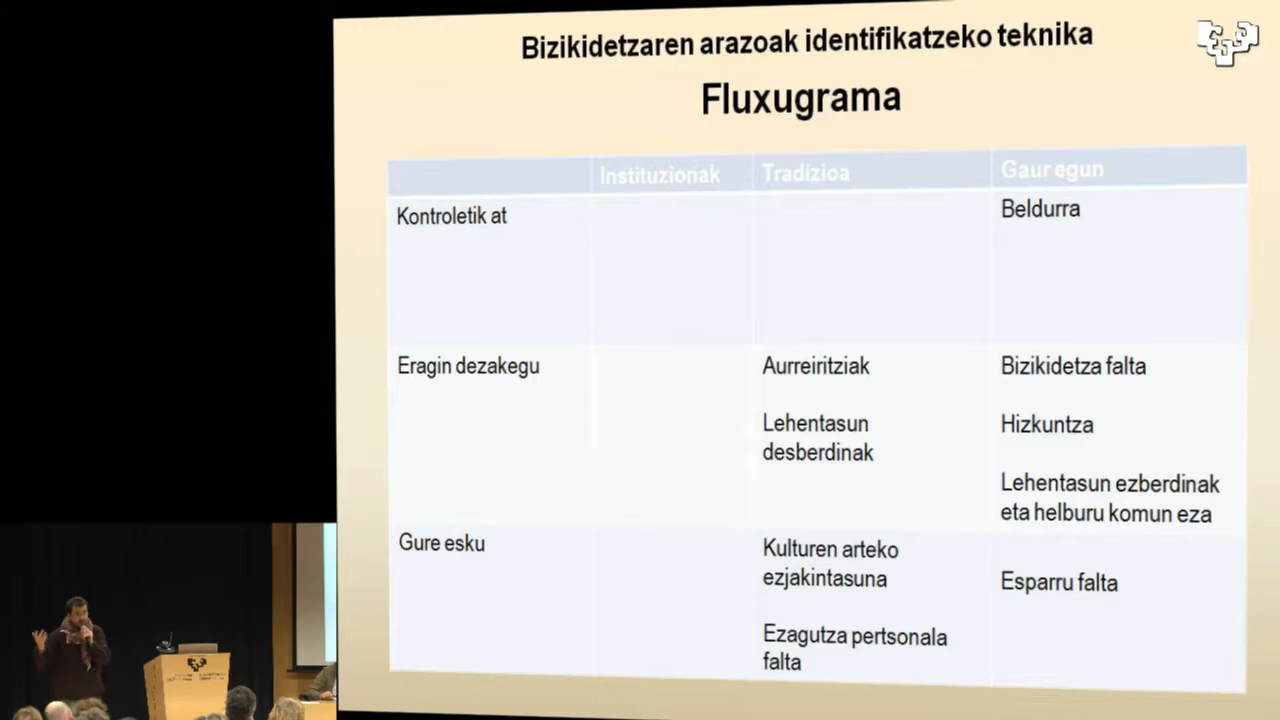 Bizikidetzaren arazoak identifikatzeko teknika
Fluxugrama
Instituzionak Tradizioa Gaur egun
Kontroletik at Beldurra
Eragin dezakegu Aurreiritziak Bizikidetza falta
Lehentasun desberdinak Hizkuntza
Lehentasun ezberdinak
eta helburu komun eza
Gure esku Kulturen arteko
ezjakintasuna
Esparru falta
Ezagutza pertsonala
falta